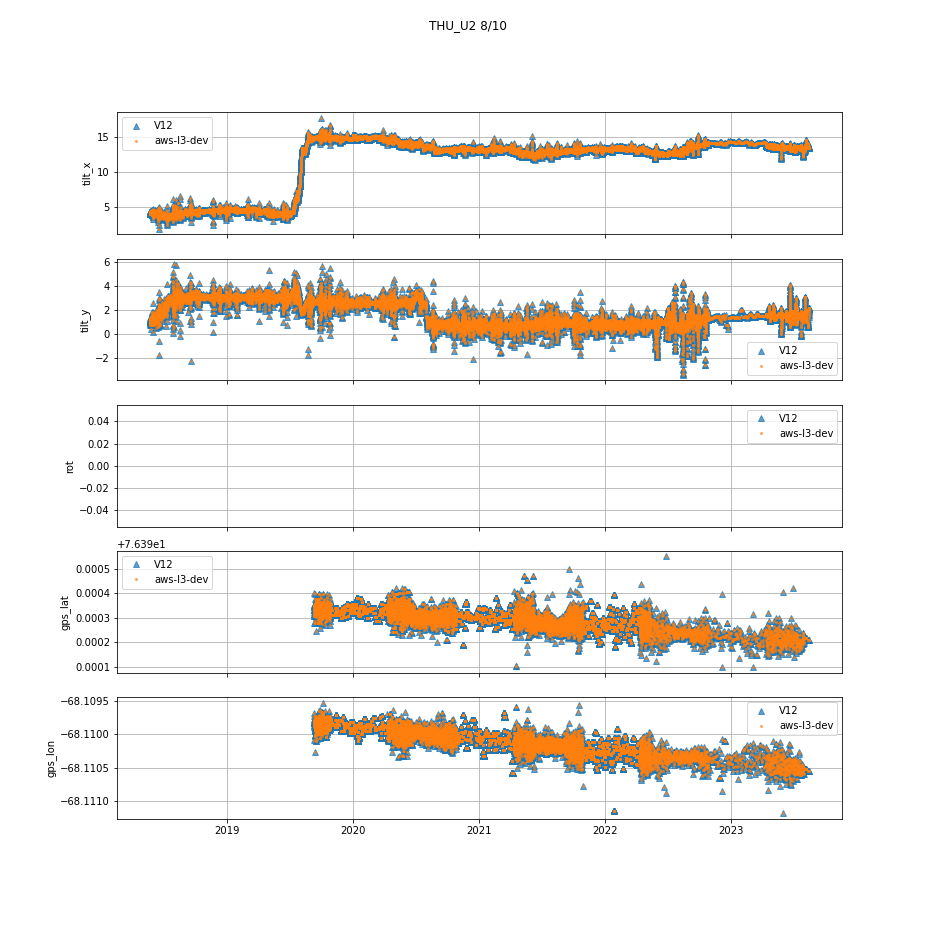 THU_U2 8/10
V12
aws-l3-dev
15
10
5
tilt_x
6
4
2
0
−2
tilt_y
V12
aws-l3-dev
0.04
0.02
0.00
−0.02
−0.04
rot
V12
aws-l3-dev
+7.639e1
0.0005
0.0004
0.0003
0.0002
0.0001
gps_lat
V12
aws-l3-dev
−68.1095
−68.1100
−68.1105
−68.1110
gps_lon
V12
aws-l3-dev
2019 2020 2021 2022 2023